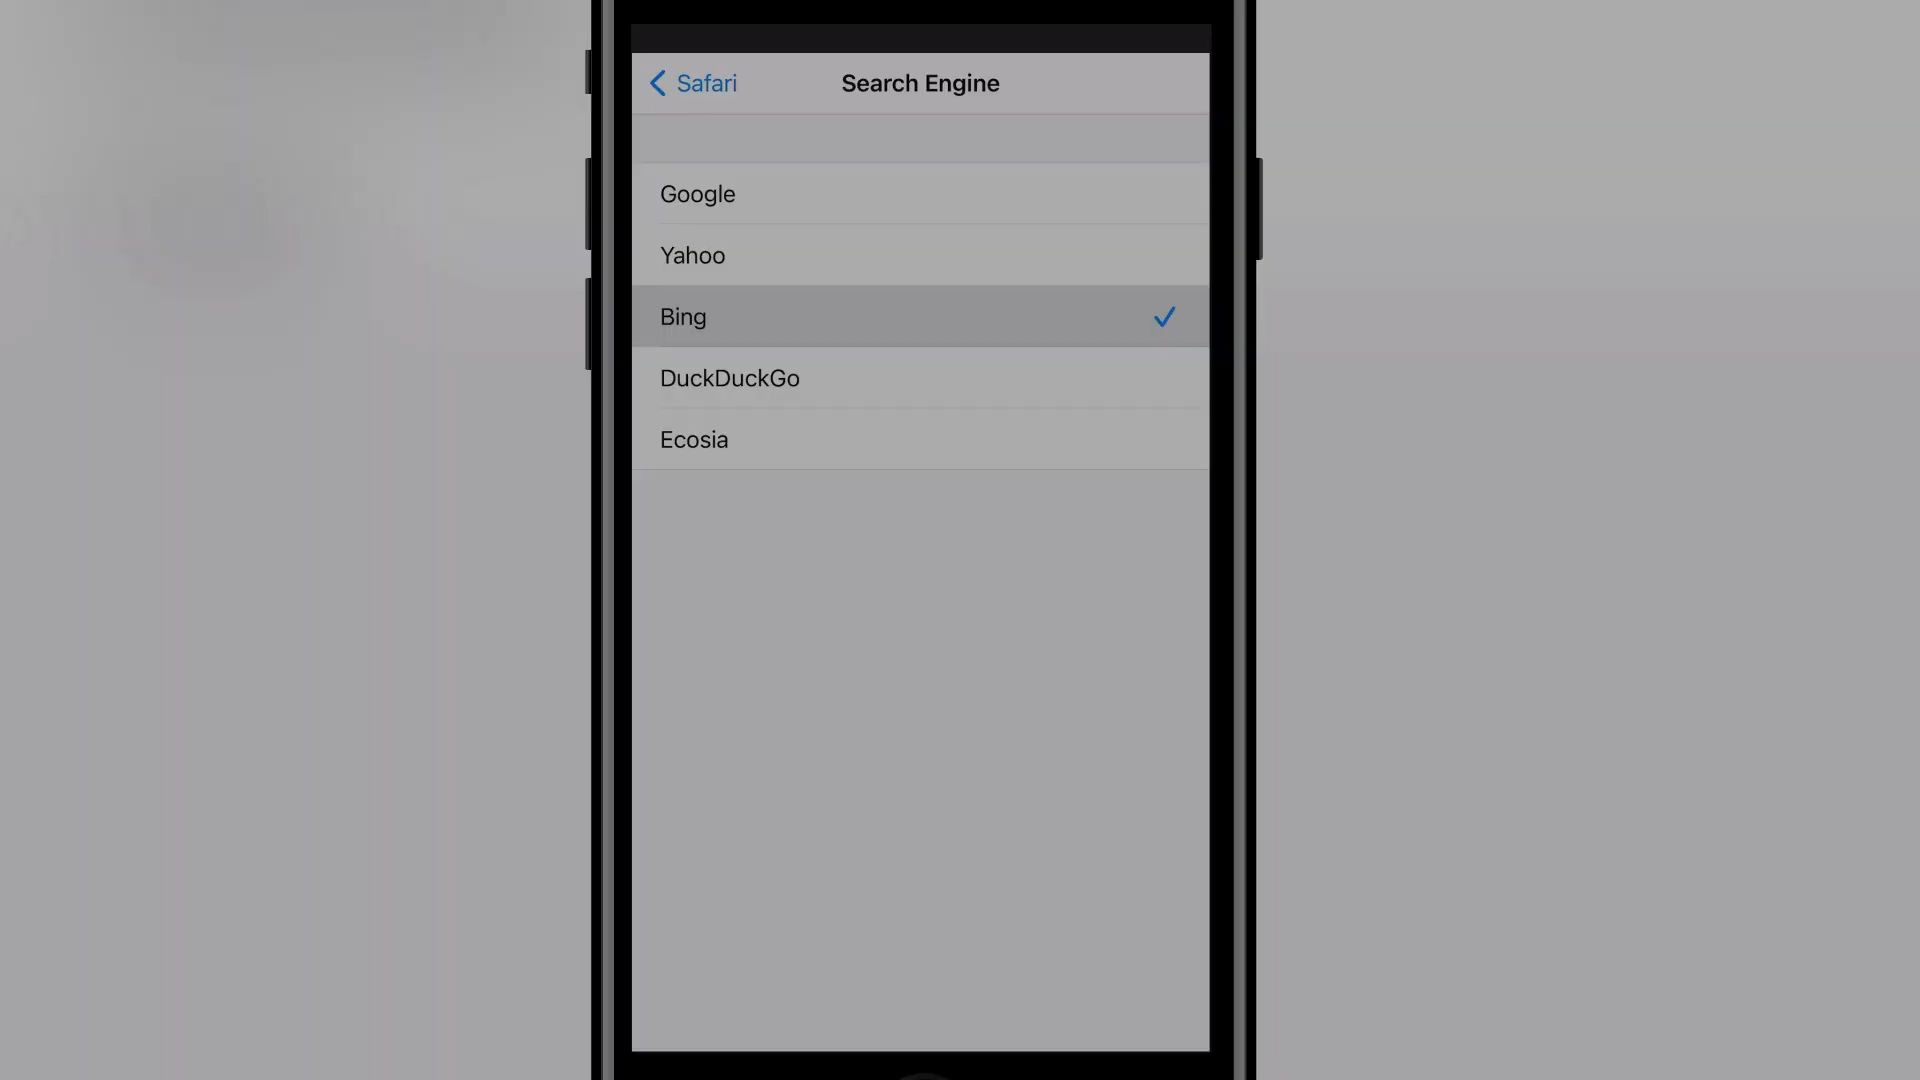 Safari
Search Engine
Google
Yahoo
Bing
DuckDuckGo
Ecosia